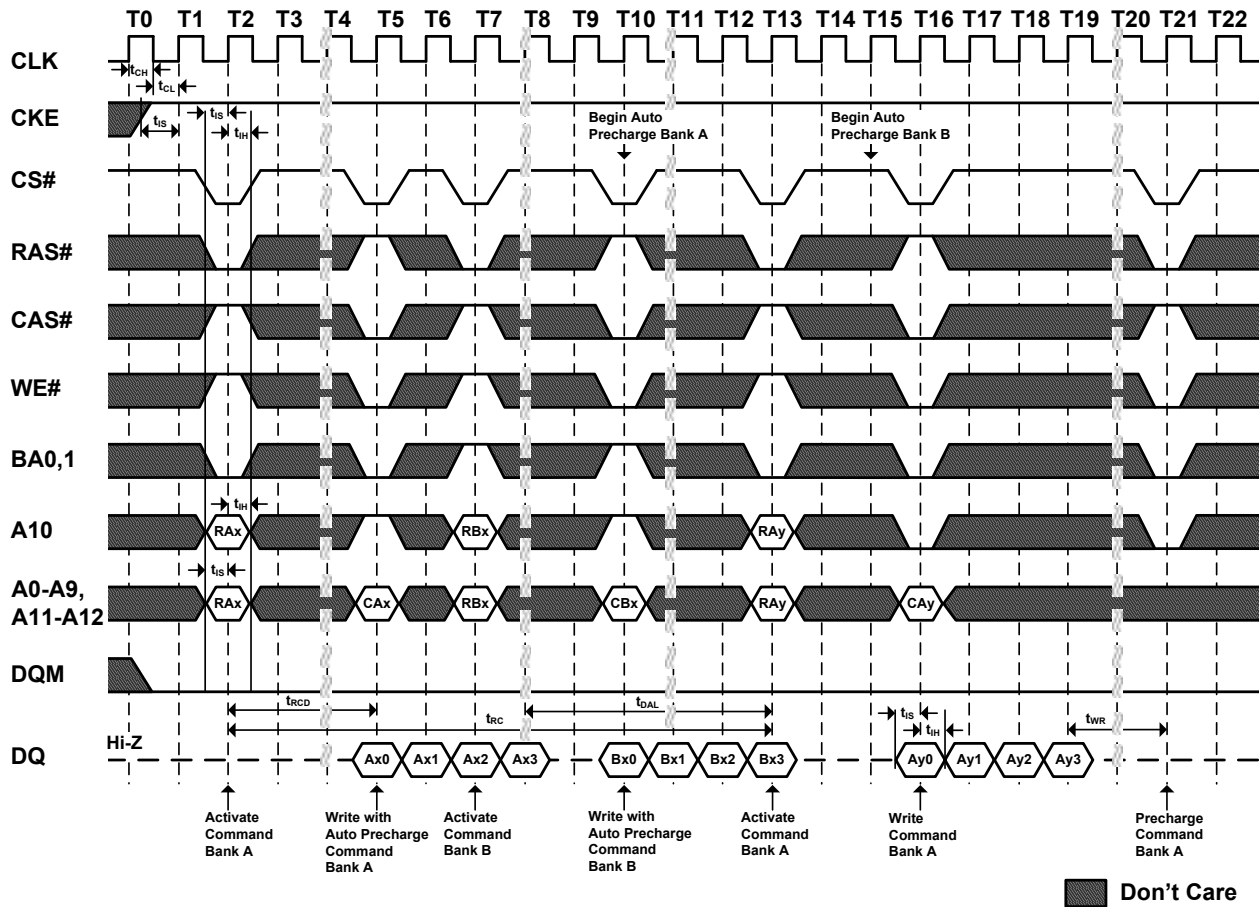 T0 T1 T2 T3 T4 T5 T6 T7 T8 T9 T10 T11 T12 T13 T14 T15 T16 T17 T18 T19 T20 T21 T22
CLK
tCH
tCL
CKE
tIS
tIS
tIH
Begin Auto
Precharge Bank A
Begin Auto
Precharge Bank B
CS#
RAS#
CAS#
WE#
BA0,1
tIH
A10
RAx
RBx
RAy
tIS
A0-A9,
A11-A12
RAx
CAx
RBx
CBx
RAy
CAy
DQM
tRCD
tDAL
tRC
tIS
tIH
tWR
Hi-Z
DQ
Ax0
Ax1
Ax2
Ax3
Bx0
Bx1
Bx2
Bx3
Ay0
Ay1
Ay2
Ay3
Activate
Command
Bank A
Write with
Auto Precharge
Command
Bank A
Activate
Command
Bank B
Write with
Auto Precharge
Command
Bank B
Activate
Command
Bank A
Write
Command
Bank A
Precharge
Command
Bank A
Don't Care